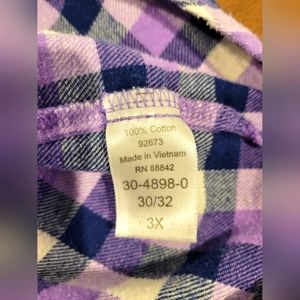 100% Cotton
92673
Made in Vietnam
RN 88842
30-4898-0
30/32
3X